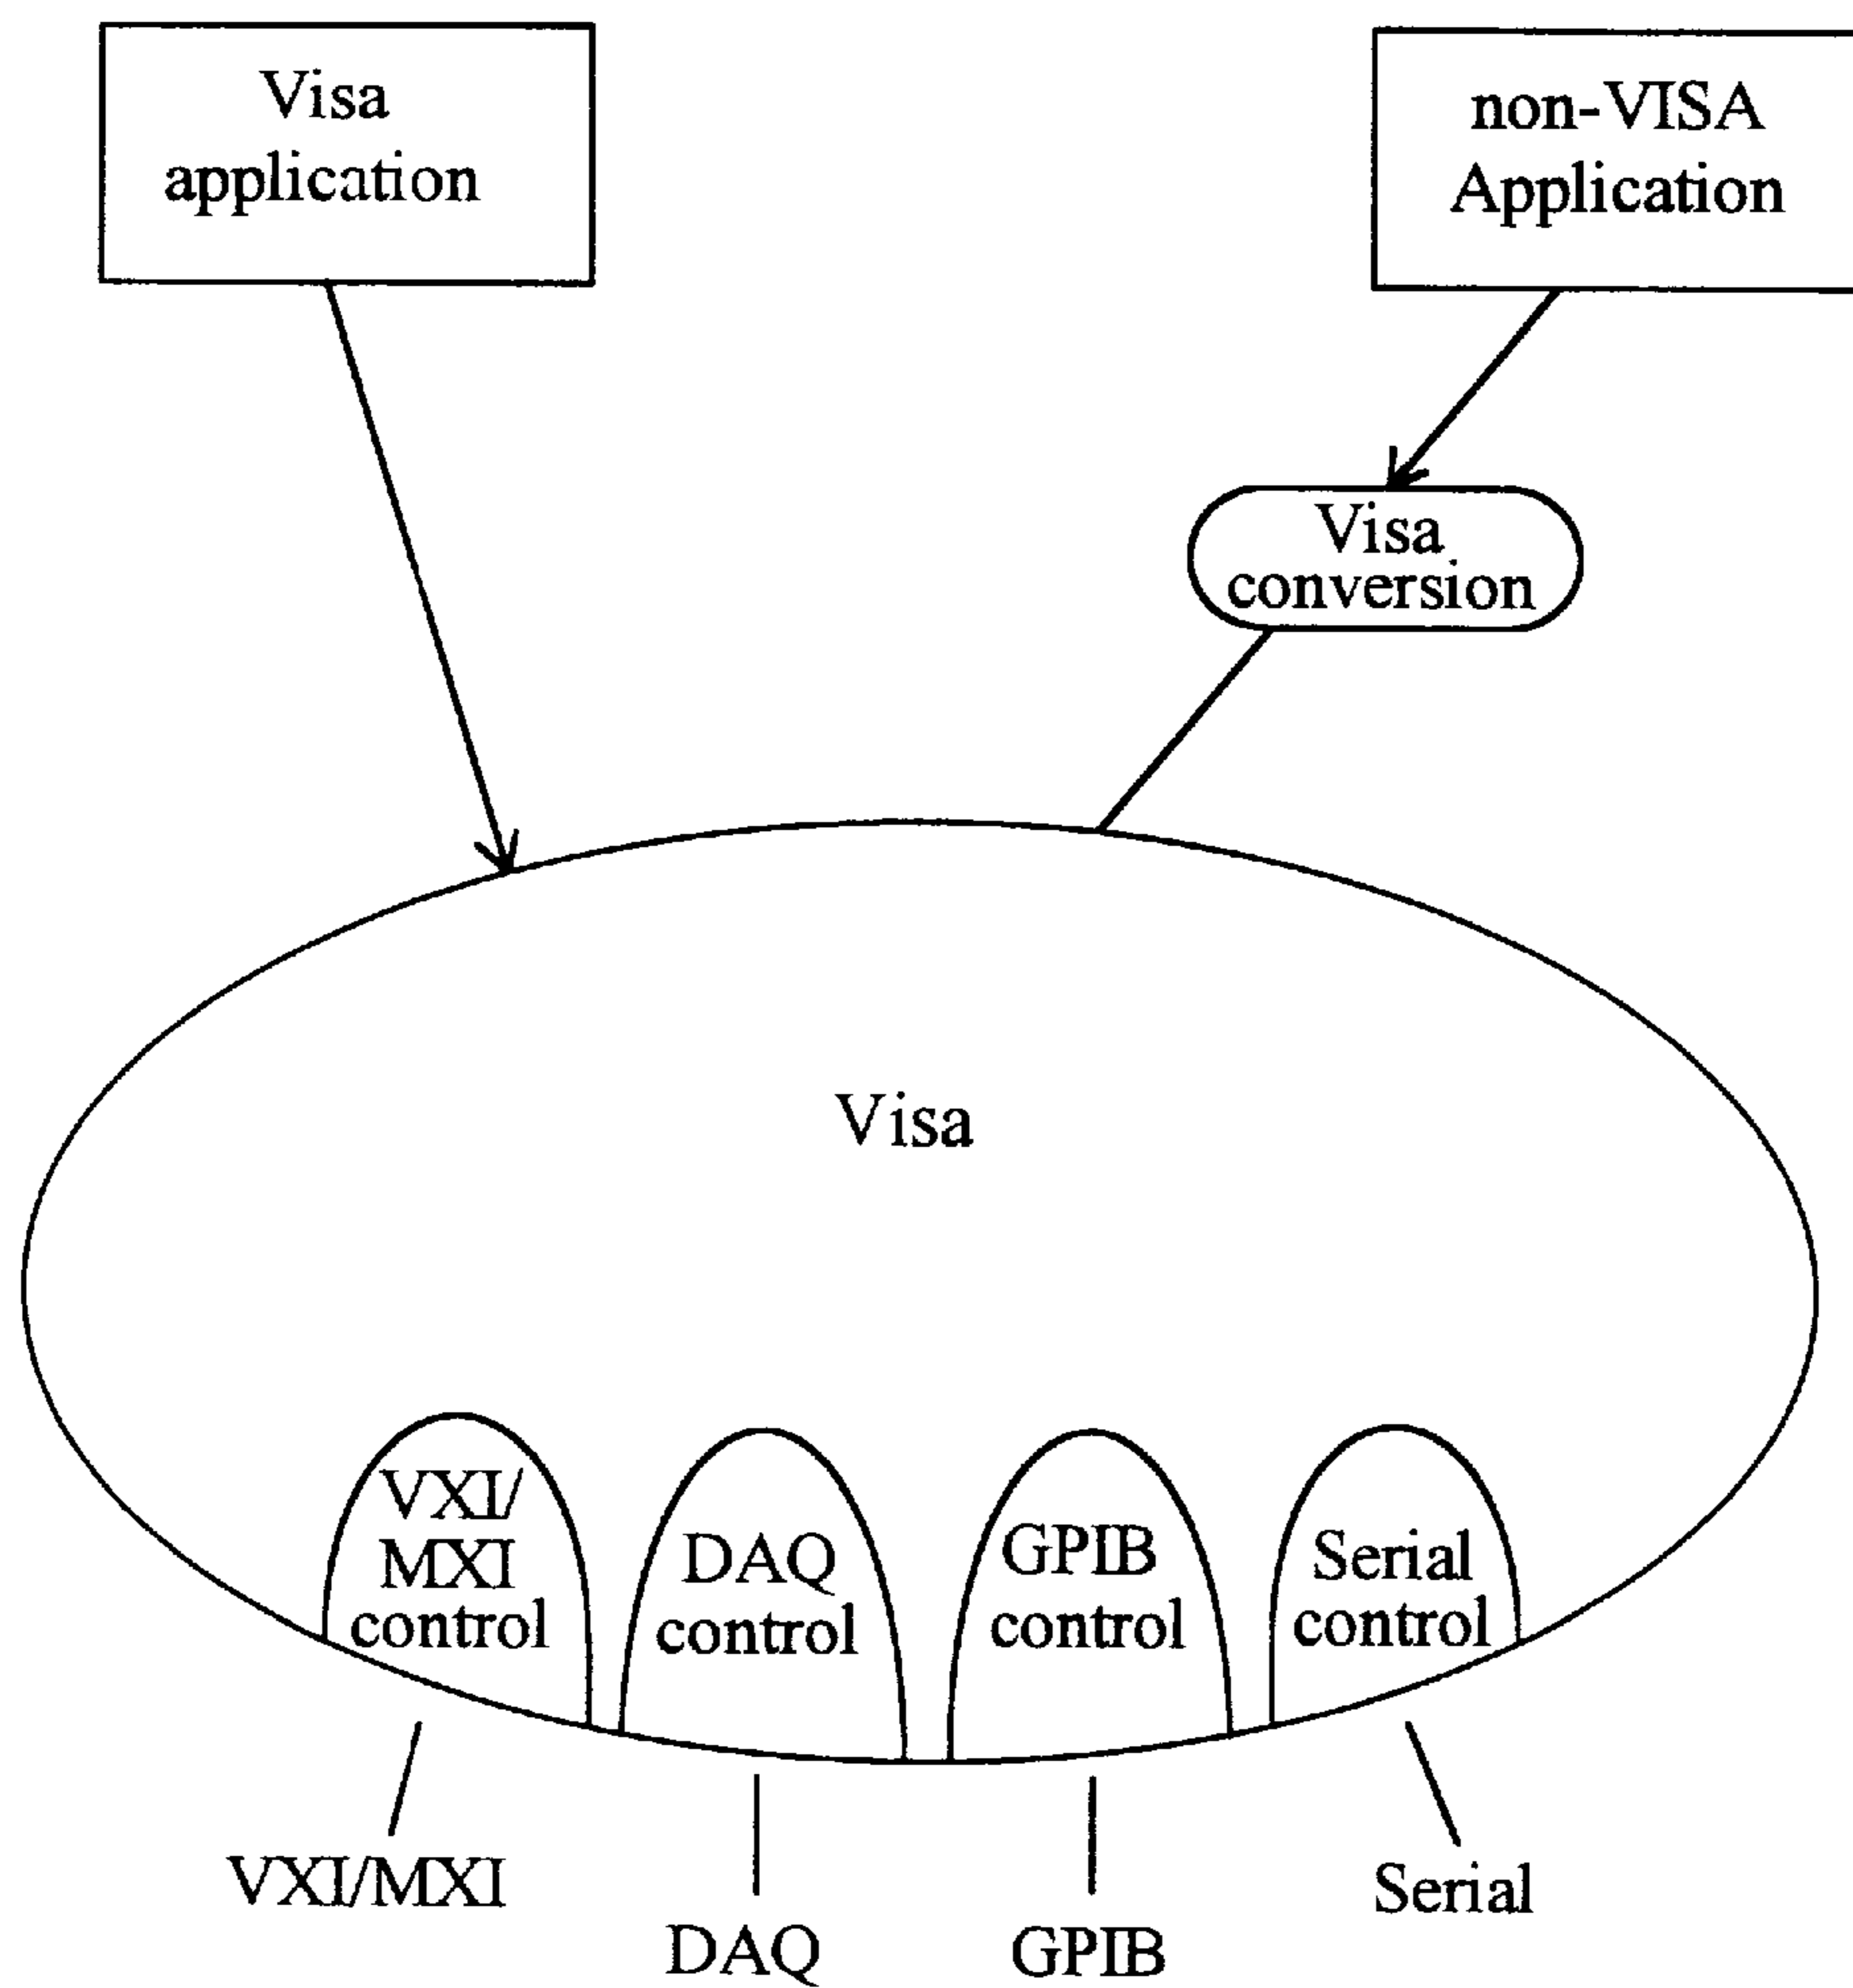 Visa
application
non-VISA
Application
Visa
conversion
Visa
VXI/
MXI
control
DAQ
control
GPIB
control
Serial
control
VXI/MXI
DAQ
GPIB
Serial